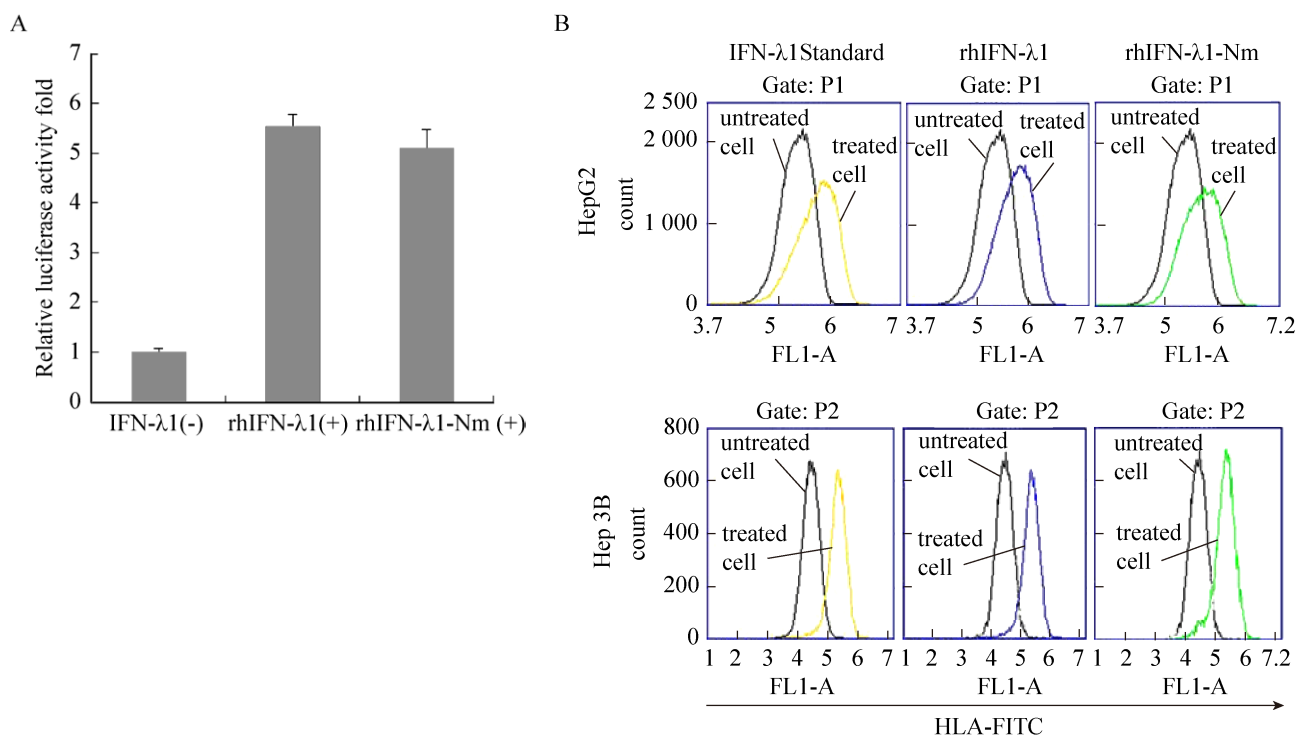 A
Relative luciferase activity fold
7
6
5
4
3
2
1
0
IFN-λ1(-) rhIFN-λ1(+) rhIFN-λ1-Nm (+)
B
IFN-λ1Standard rhIFN-λ1 rhIFN-λ1-Nm
Gate: P1 Gate: P1 Gate: P1
HepG2
count
2 500
2 000
1 000
0
untreated
cell
treated
cell
untreated
cell
treated
cell
untreated
cell
treated
cell
3.7 5 6 7 3.7 5 6 7 3.7 5 6 7.2
FL1-A FL1-A FL1-A
Gate: P2 Gate: P2 Gate: P2
Hep 3B
count
800
600
400
200
0
untreated
cell
treated
cell
untreated
cell
treated
cell
untreated
cell
treated
cell
1 2 3 4 5 6 7 1 2 3 4 5 6 7 1 2 3 4 5 6 7.2
FL1-A FL1-A FL1-A
HLA-FITC